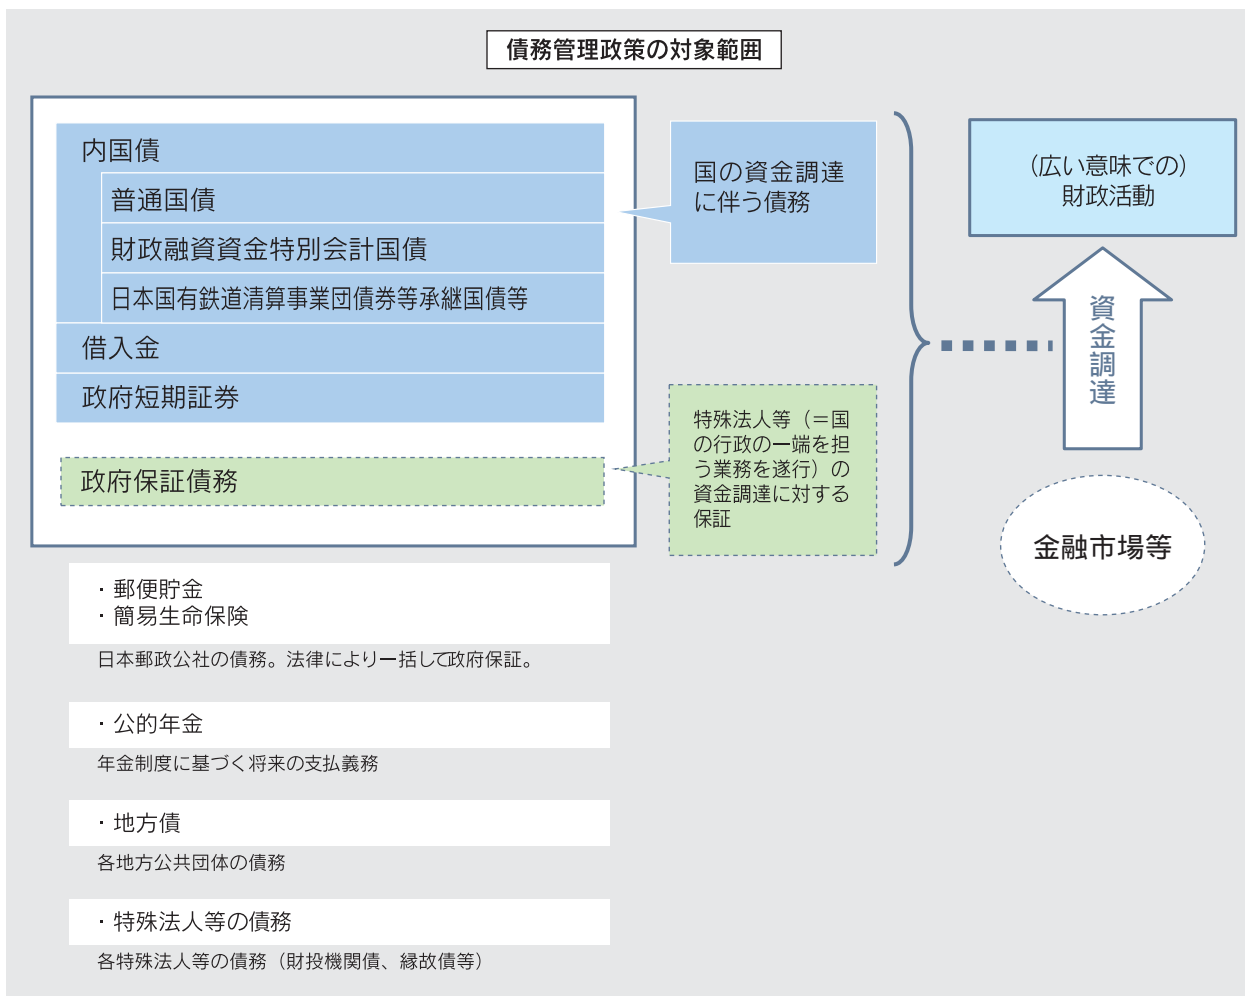 債務管理政策の対象範囲
内国債
普通国債
財政融資資金特別会計国債
日本国有鉄道清算事業団債券等承継国債等
借入金
政府短期証券
政府保証債務
国の資金調達
に伴う債務
特殊法人等（＝国
の行政の一端を担
う業務を遂行）の
資金調達に対する
保証
（広い意味での）
財政活動
資金調達
金融市場等
・郵便貯金
・簡易生命保険
日本郵政公社の債務。法律により一括して政府保証。
・公的年金
年金制度に基づく将来の支払義務
・地方債
各地方公共団体の債務
・特殊法人等の債務
各特殊法人等の債務（財投機関債、縁故債等）